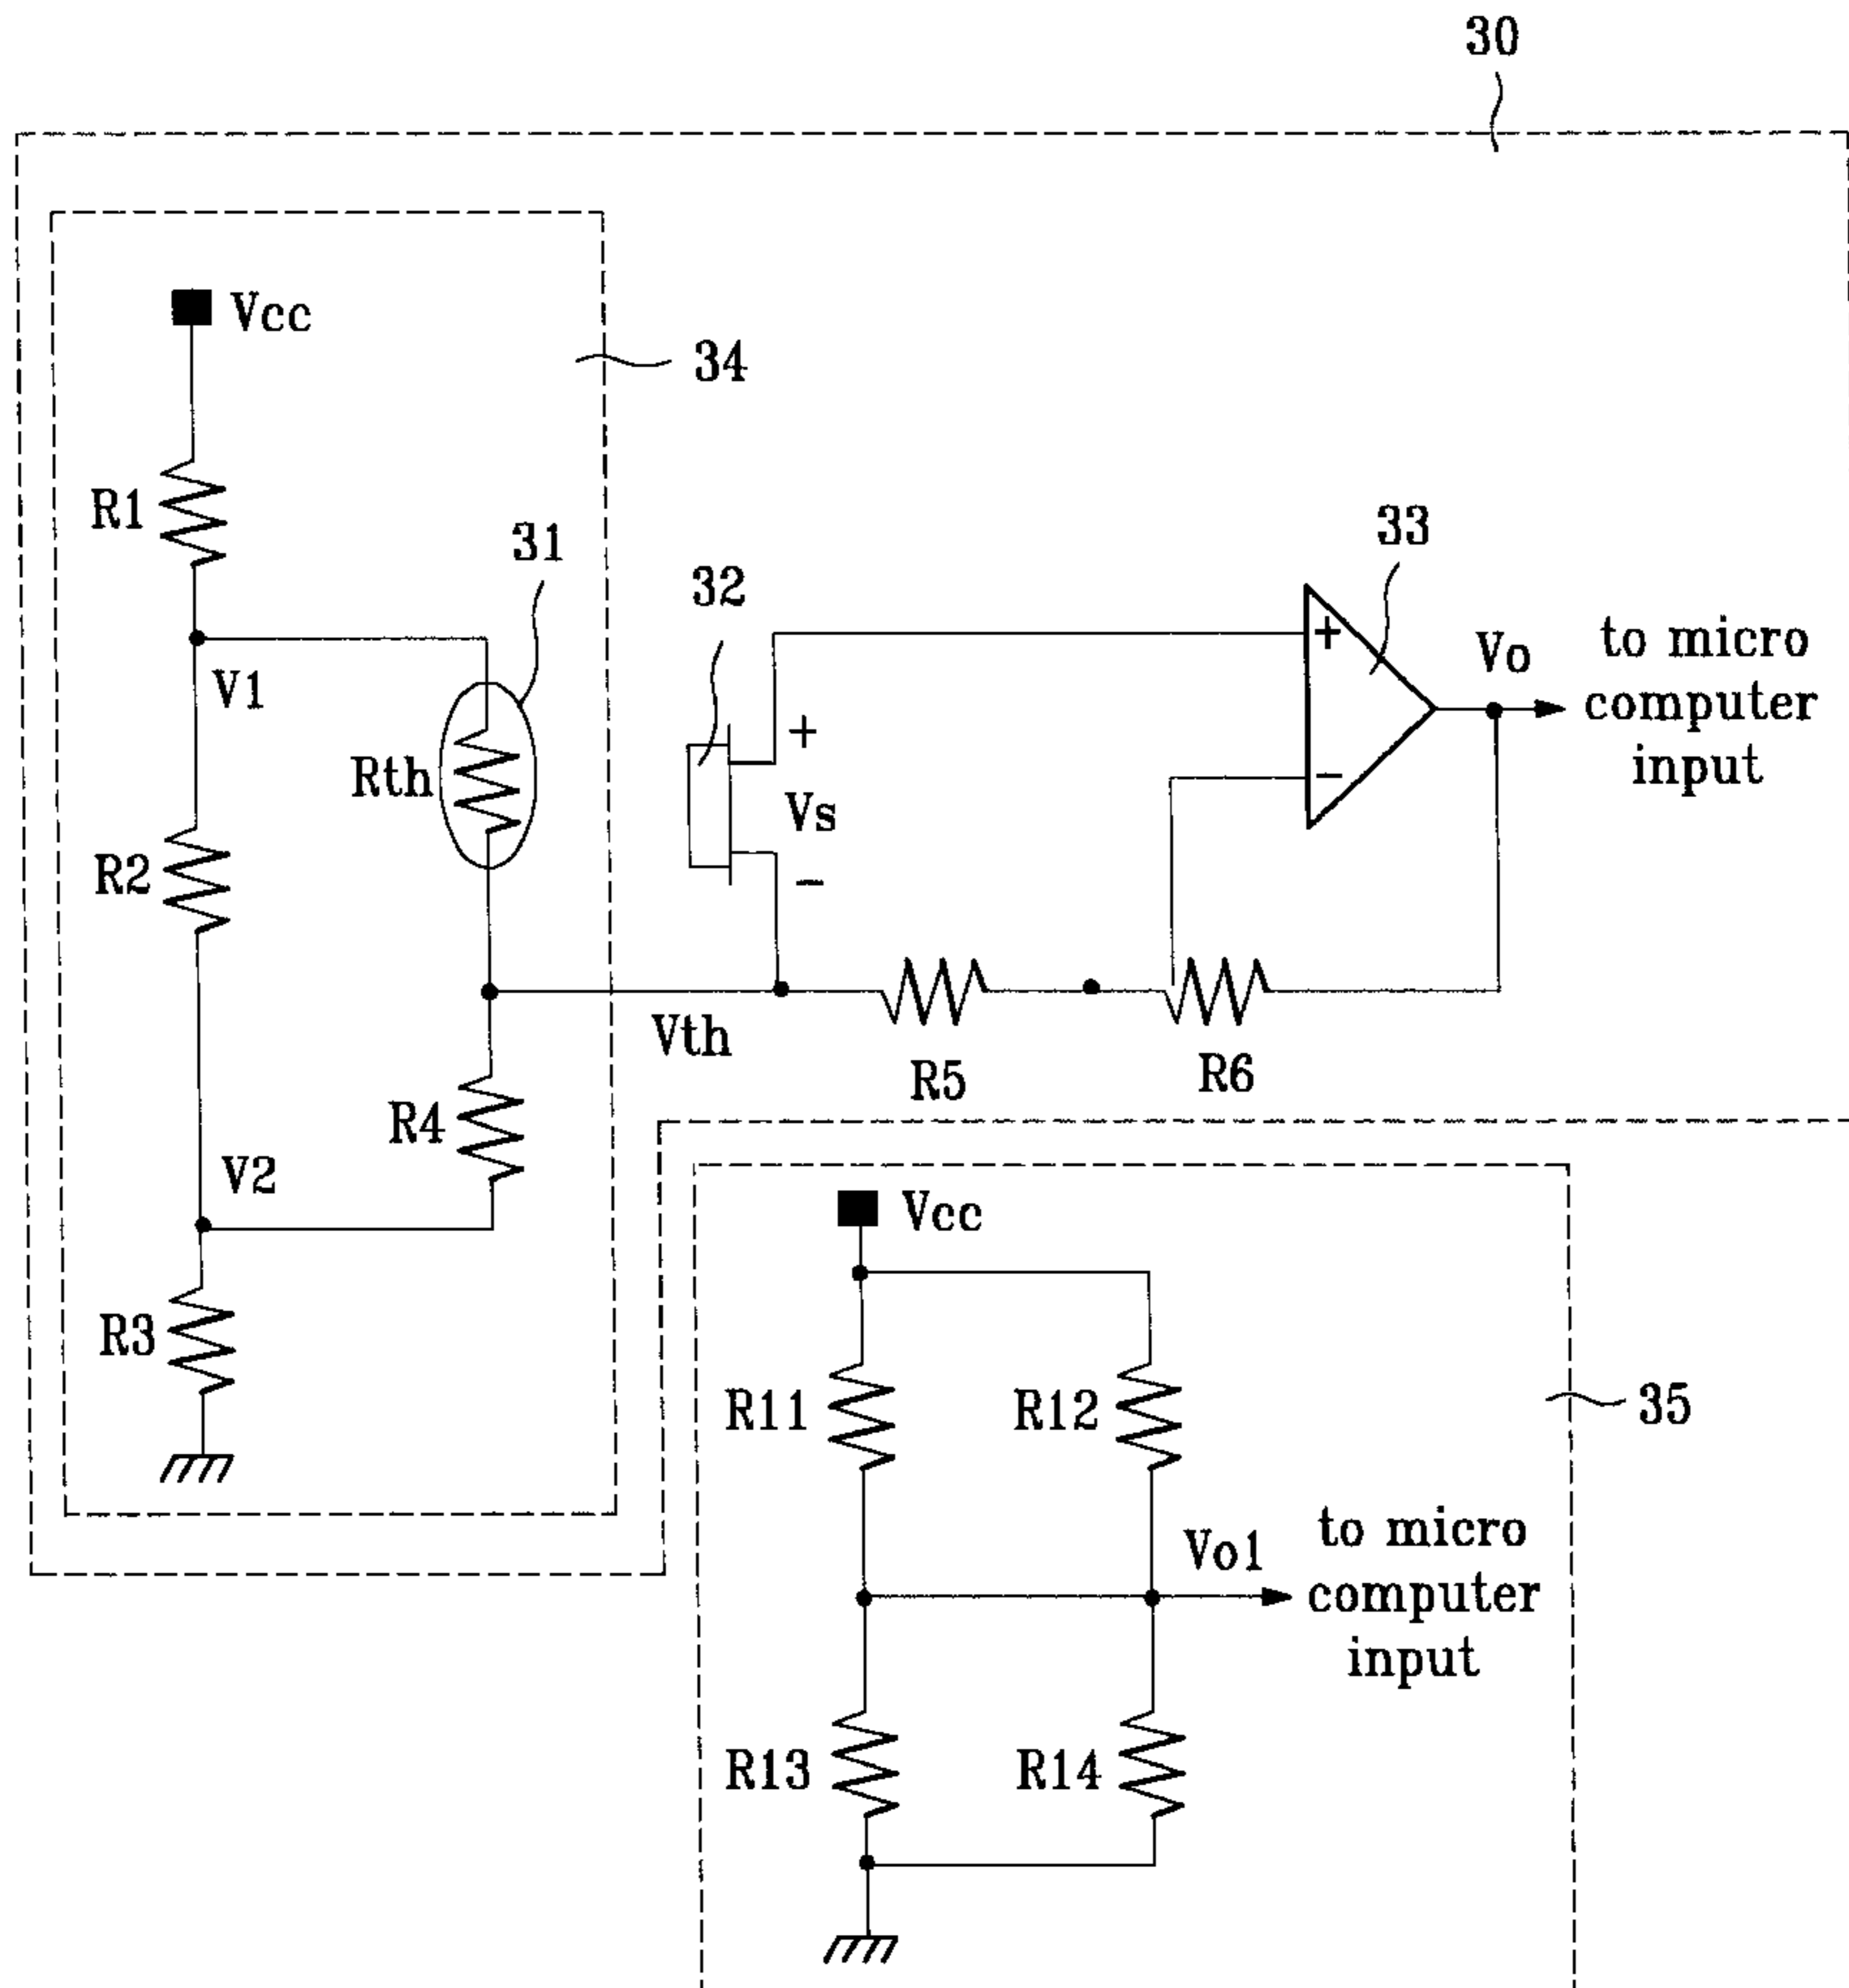 30
Vcc
34
R1
31
32
33
V1
Rth
+
-
Vo
to micro
computer
input
+
Vs
-
R2
Vth
R5
R6
R4
V2
R3
Vcc
R11
R12
35
Vo1
to micro
computer
input
R13
R14